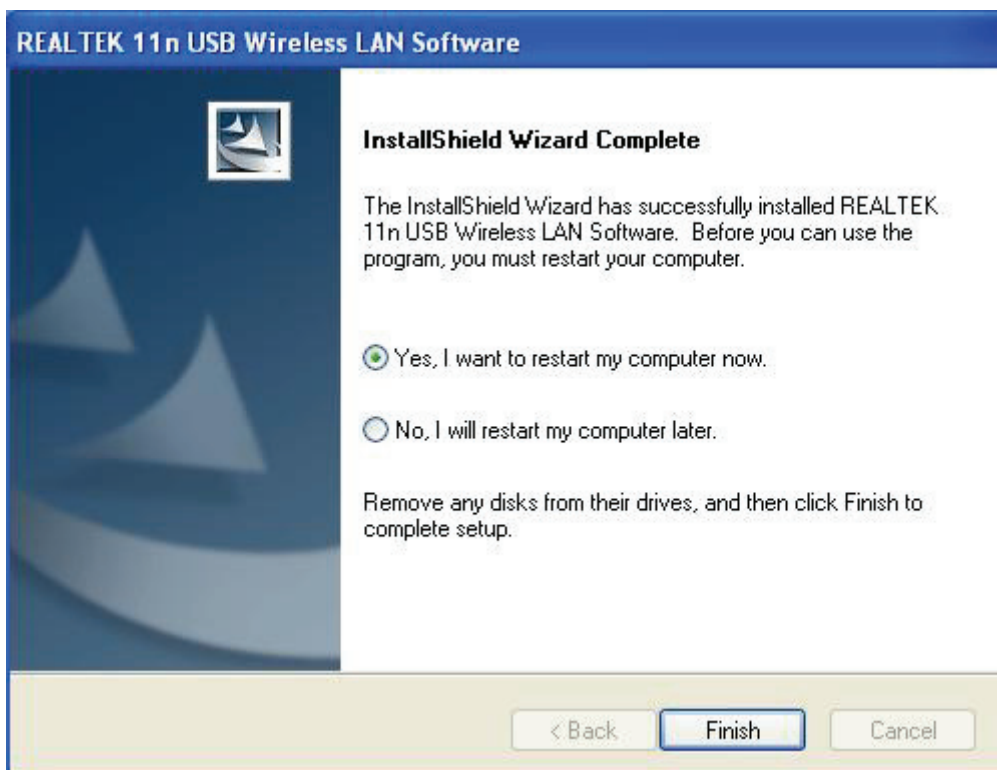 REALTEK 11n USB Wireless LAN Software
InstallShield Wizard Complete
The InstallShield Wizard has successfully installed REALTEK
11n USB Wireless LAN Software.  Before you can use the
program, you must restart your computer.
Yes, I want to restart my computer now.
No, I will restart my computer later.
Remove any disks from their drives, and then click Finish to
complete setup.
< Back Finish Cancel